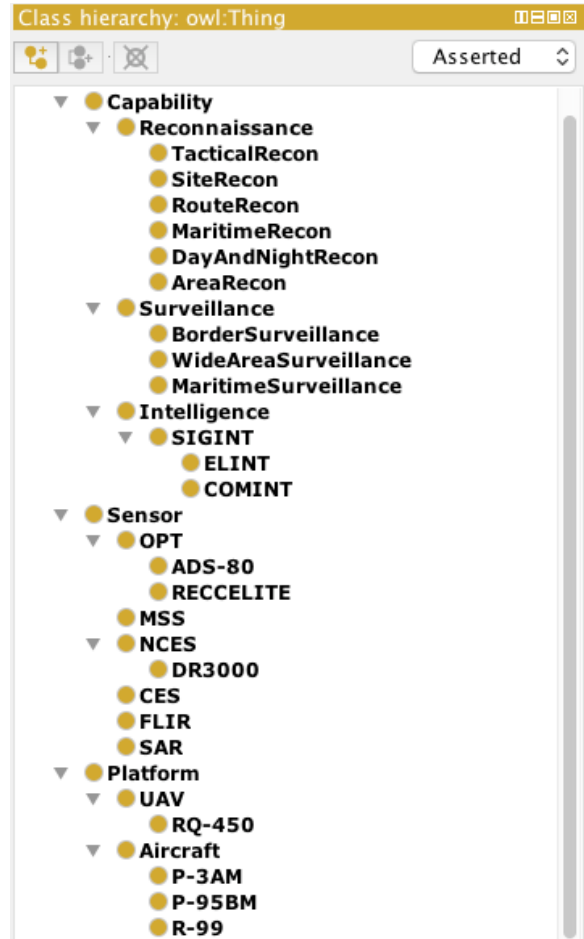 Class hierarchy: owl:Thing
Asserted
Capability
Reconnaissance
TacticalRecon
SiteRecon
RouteRecon
MaritimeRecon
DayAndNightRecon
AreaRecon
Surveillance
BorderSurveillance
WideAreaSurveillance
MaritimeSurveillance
Intelligence
SIGINT
ELINT
COMINT
Sensor
OPT
ADS-80
RECCELITE
MSS
NCES
DR3000
CES
FLIR
SAR
Platform
UAV
RQ-450
Aircraft
P-3AM
P-95BM
R-99